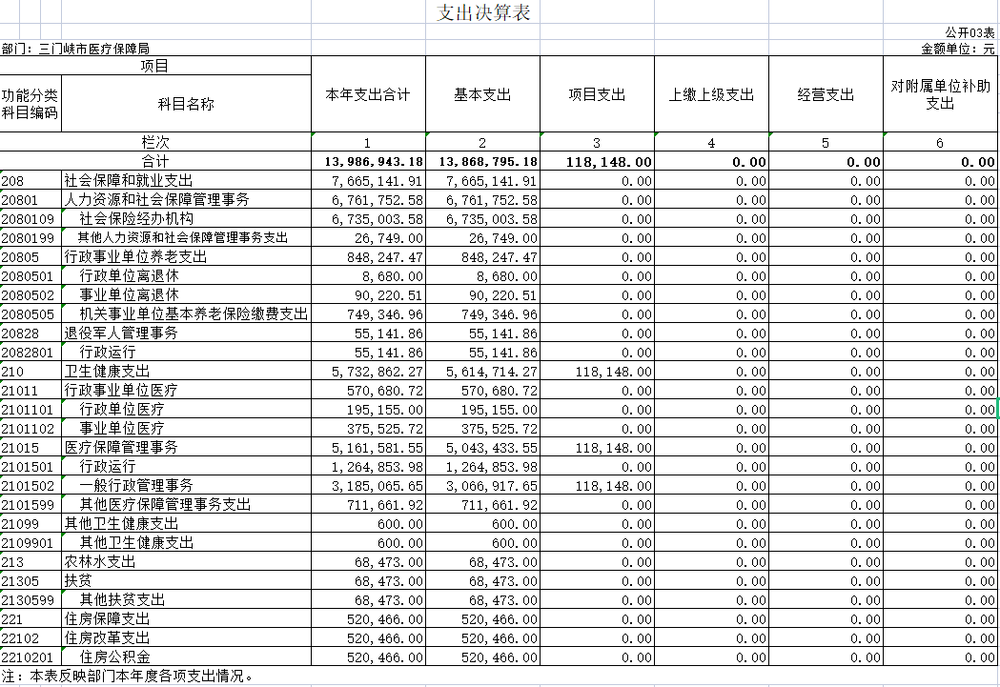 支出决算表
公开03表
部门：三门峡市医疗保障局 金额单位：元
项目 本年支出合计 基本支出 项目支出 上缴上级支出 经营支出 对附属单位补助支出
功能分类科目编码 科目名称
栏次 1 2 3 4 5 6
合计 13,986,943.18 13,868,795.18 118,148.00 0.00 0.00 0.00
208 社会保障和就业支出 7,665,141.91 7,665,141.91 0.00 0.00 0.00 0.00
20801 人力资源和社会保障管理事务 6,761,752.58 6,761,752.58 0.00 0.00 0.00 0.00
2080109 社会保险经办机构 6,735,003.58 6,735,003.58 0.00 0.00 0.00 0.00
2080199 其他人力资源和社会保障管理事务支出 26,749.00 26,749.00 0.00 0.00 0.00 0.00
20805 行政事业单位养老支出 848,247.47 848,247.47 0.00 0.00 0.00 0.00
2080501 行政单位离退休 8,680.00 8,680.00 0.00 0.00 0.00 0.00
2080502 事业单位离退休 90,220.51 90,220.51 0.00 0.00 0.00 0.00
2080505 机关事业单位基本养老保险缴费支出 749,346.96 749,346.96 0.00 0.00 0.00 0.00
20828 退役军人管理事务 55,141.86 55,141.86 0.00 0.00 0.00 0.00
2082801 行政运行 55,141.86 55,141.86 0.00 0.00 0.00 0.00
210 卫生健康支出 5,732,862.27 5,614,714.27 118,148.00 0.00 0.00 0.00
21011 行政事业单位医疗 570,680.72 570,680.72 0.00 0.00 0.00 0.00
2101101 行政单位医疗 195,155.00 195,155.00 0.00 0.00 0.00 0.00
2101102 事业单位医疗 375,525.72 375,525.72 0.00 0.00 0.00 0.00
21015 医疗保障管理事务 5,161,581.55 5,043,433.55 118,148.00 0.00 0.00 0.00
2101501 行政运行 1,264,853.98 1,264,853.98 0.00 0.00 0.00 0.00
2101502 一般行政管理事务 3,185,065.65 3,066,917.65 118,148.00 0.00 0.00 0.00
2101599 其他医疗保障管理事务支出 711,661.92 711,661.92 0.00 0.00 0.00 0.00
21099 其他卫生健康支出 600.00 600.00 0.00 0.00 0.00 0.00
2109901 其他卫生健康支出 600.00 600.00 0.00 0.00 0.00 0.00
213 农林水支出 68,473.00 68,473.00 0.00 0.00 0.00 0.00
21305 扶贫 68,473.00 68,473.00 0.00 0.00 0.00 0.00
2130599 其他扶贫支出 68,473.00 68,473.00 0.00 0.00 0.00 0.00
221 住房保障支出 520,466.00 520,466.00 0.00 0.00 0.00 0.00
22102 住房改革支出 520,466.00 520,466.00 0.00 0.00 0.00 0.00
2210201 住房公积金 520,466.00 520,466.00 0.00 0.00 0.00 0.00
注：本表反映部门本年度各项支出情况。